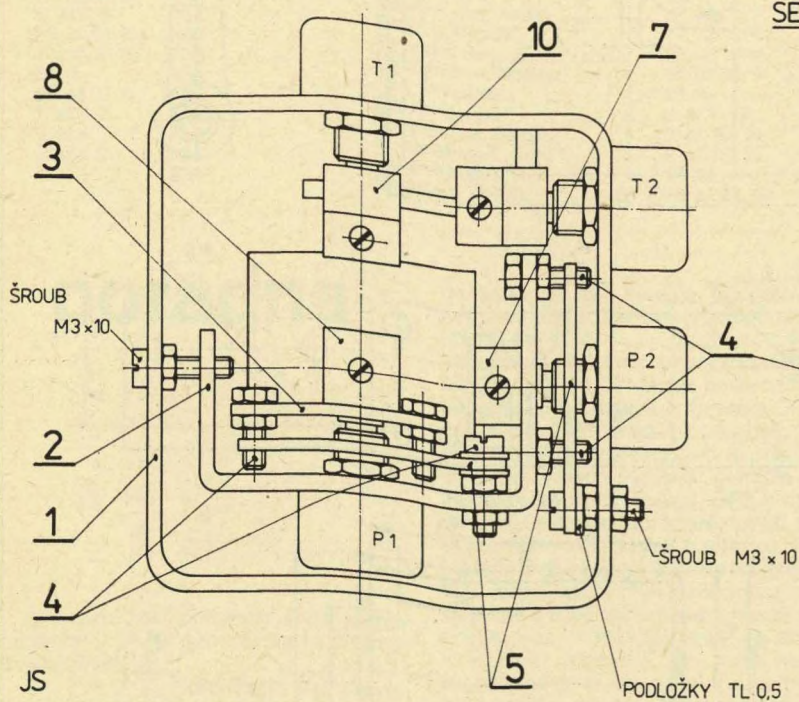 SE
T1
10
7
8
3
T2
ŠROUB
M3×10
4
P2
2
1
P1
ŠROUB M3×10
4
5
JS
PODLOŽKY TL 0,5